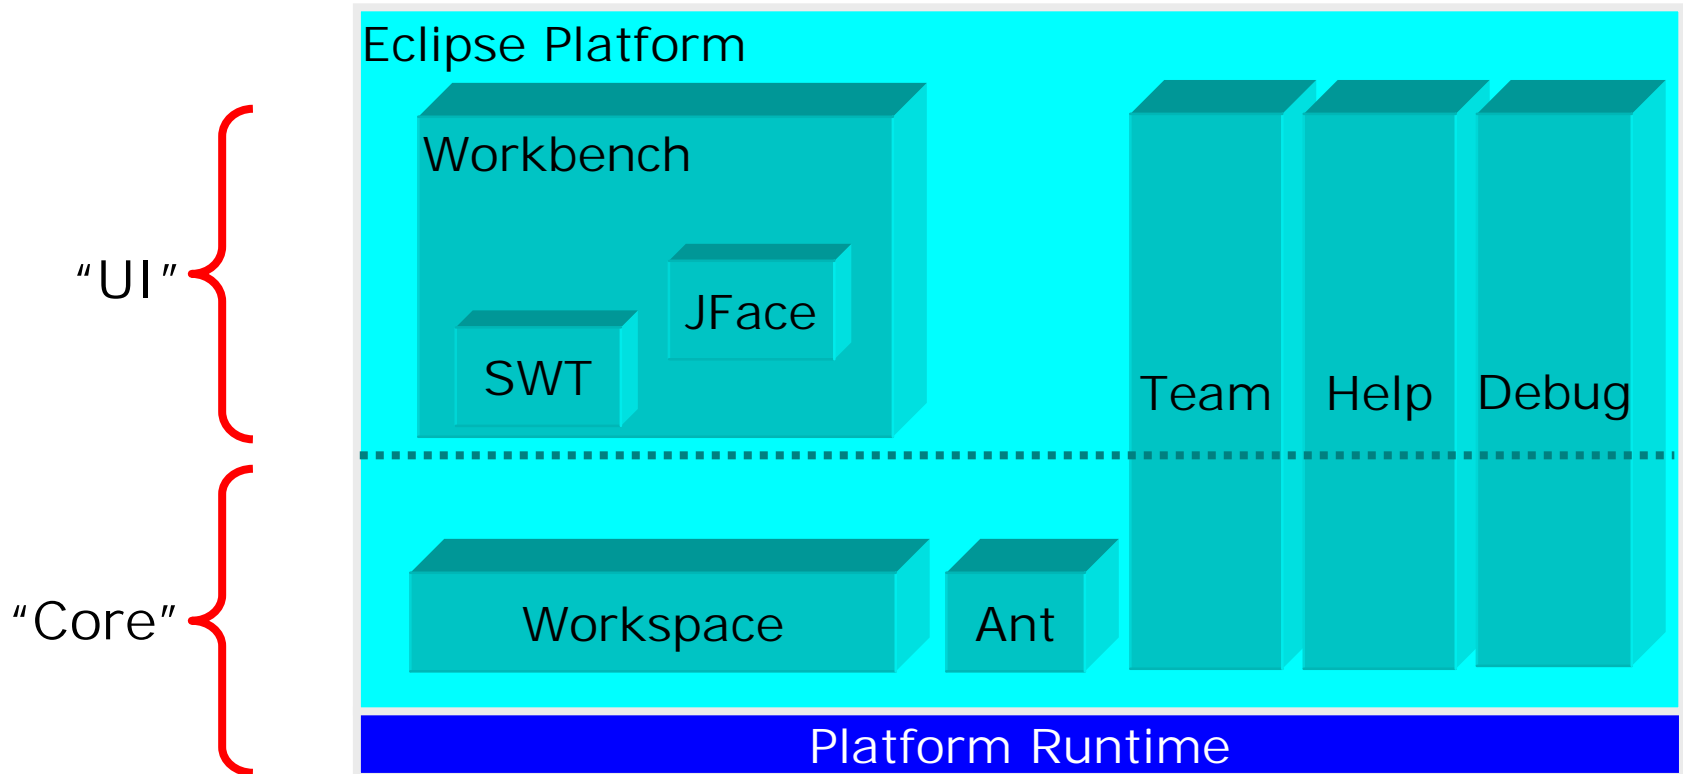 Eclipse Platform
Workbench
“UI”
JFace
SWT
Team
Help
Debug
“Core”
Workspace
Ant
Platform Runtime